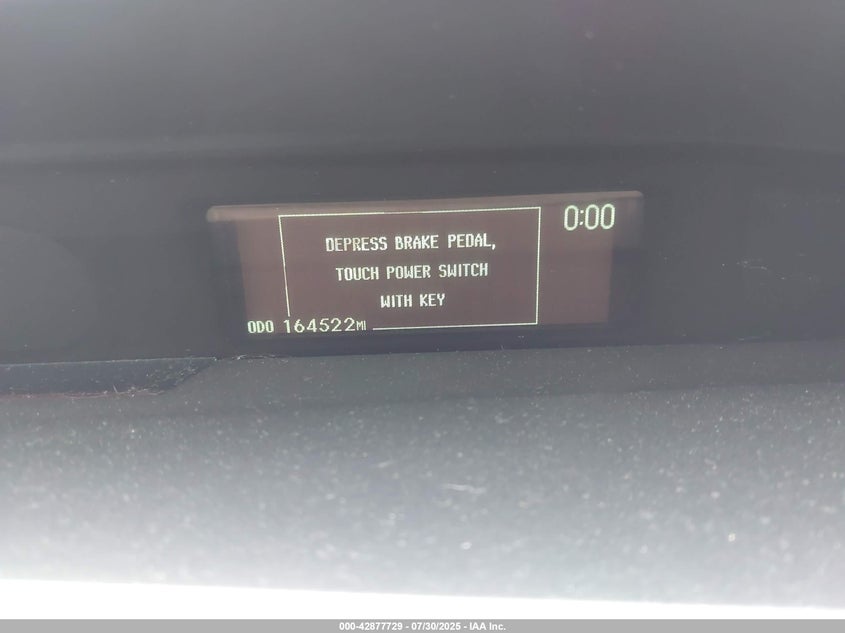 0:00
DEPRESS BRAKE PEDAL,
TOUCH POWER SWITCH
WITH KEY
ODO 164522MI
000-42877729 - 07/30/2025 - IAA Inc.